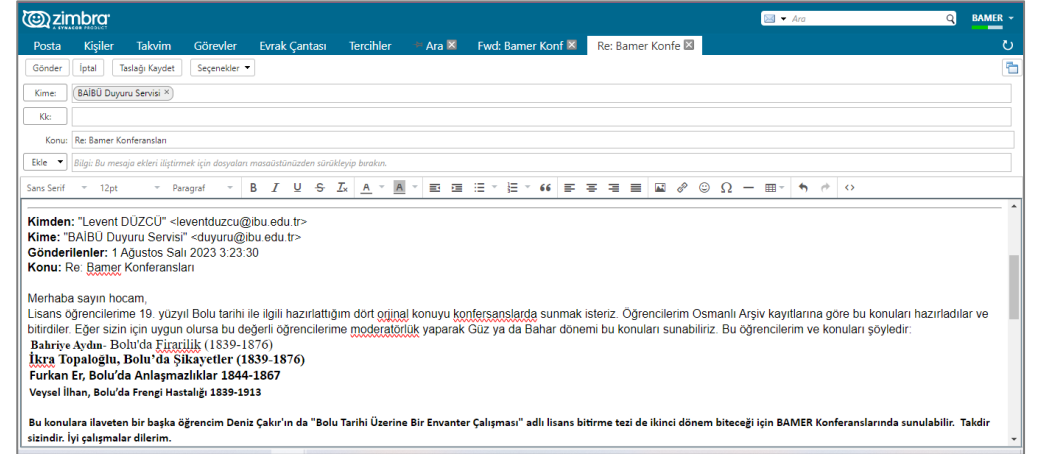 zimbra
A SYNACOR PRODUCT
Ara
BAMER
Posta Kişiler Takvim Görevler Evrak Çantası Tercihler Ara Fwd: Bamer Konf Re: Bamer Konfe
Gönder İptal Taslağı Kaydet Seçenekler
Kime: BAİBÜ Duyuru Servisi ×
Kk:
Konu: Re: Bamer Konferansları
Ekle Bilgi: Bu mesaja ekleri iliştirmek için dosyaları masaüstünüzden sürükleyip bırakın.
Sans Serif 12pt Paragraf B I U S Tx A A
Kimden: "Levent DÜZCÜ" <leventduzcu@ibu.edu.tr>
Kime: "BAİBÜ Duyuru Servisi" <duyuru@ibu.edu.tr>
Gönderilenler: 1 Ağustos Salı 2023 3:23:30
Konu: Re: Bamer Konferansları
Merhaba sayın hocam,
Lisans öğrencilerime 19. yüzyıl Bolu tarihi ile ilgili hazırlattığım dört orjinal konuyu konfersanslarda sunmak isteriz. Öğrencilerim Osmanlı Arşiv kayıtlarına göre bu konuları hazırladılar ve
bitirdiler. Eğer sizin için uygun olursa bu değerli öğrencilerime moderatörlük yaparak Güz ya da Bahar dönemi bu konuları sunabiliriz. Bu öğrencilerim ve konuları şöyledir:
Bahriye Aydın- Bolu'da Firarilik (1839-1876)
İkra Topaloğlu, Bolu'da Şikayetler (1839-1876)
Furkan Er, Bolu'da Anlaşmazlıklar 1844-1867
Veysel İlhan, Bolu'da Frengi Hastalığı 1839-1913
Bu konulara ilaveten bir başka öğrencim Deniz Çakır'ın da "Bolu Tarihi Üzerine Bir Envanter Çalışması" adlı lisans bitirme tezi de ikinci dönem biteceği için BAMER Konferanslarında sunulabilir. Takdir
sizindir. İyi çalışmalar dilerim.